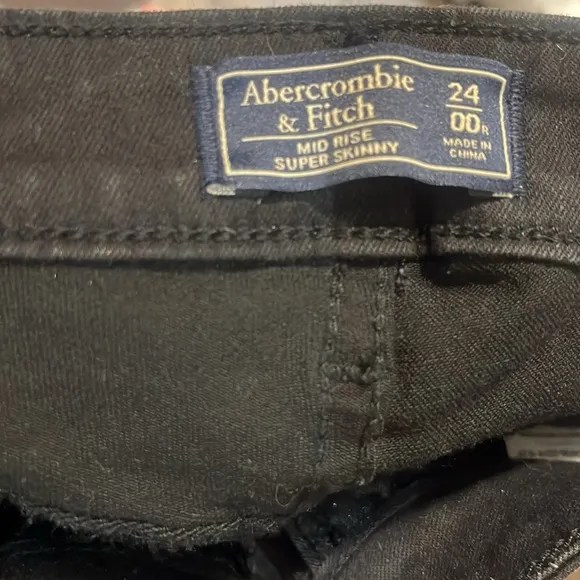 Abercrombie
& Fitch
MID RISE
SUPER SKINNY
24
00R
MADE IN
CHINA